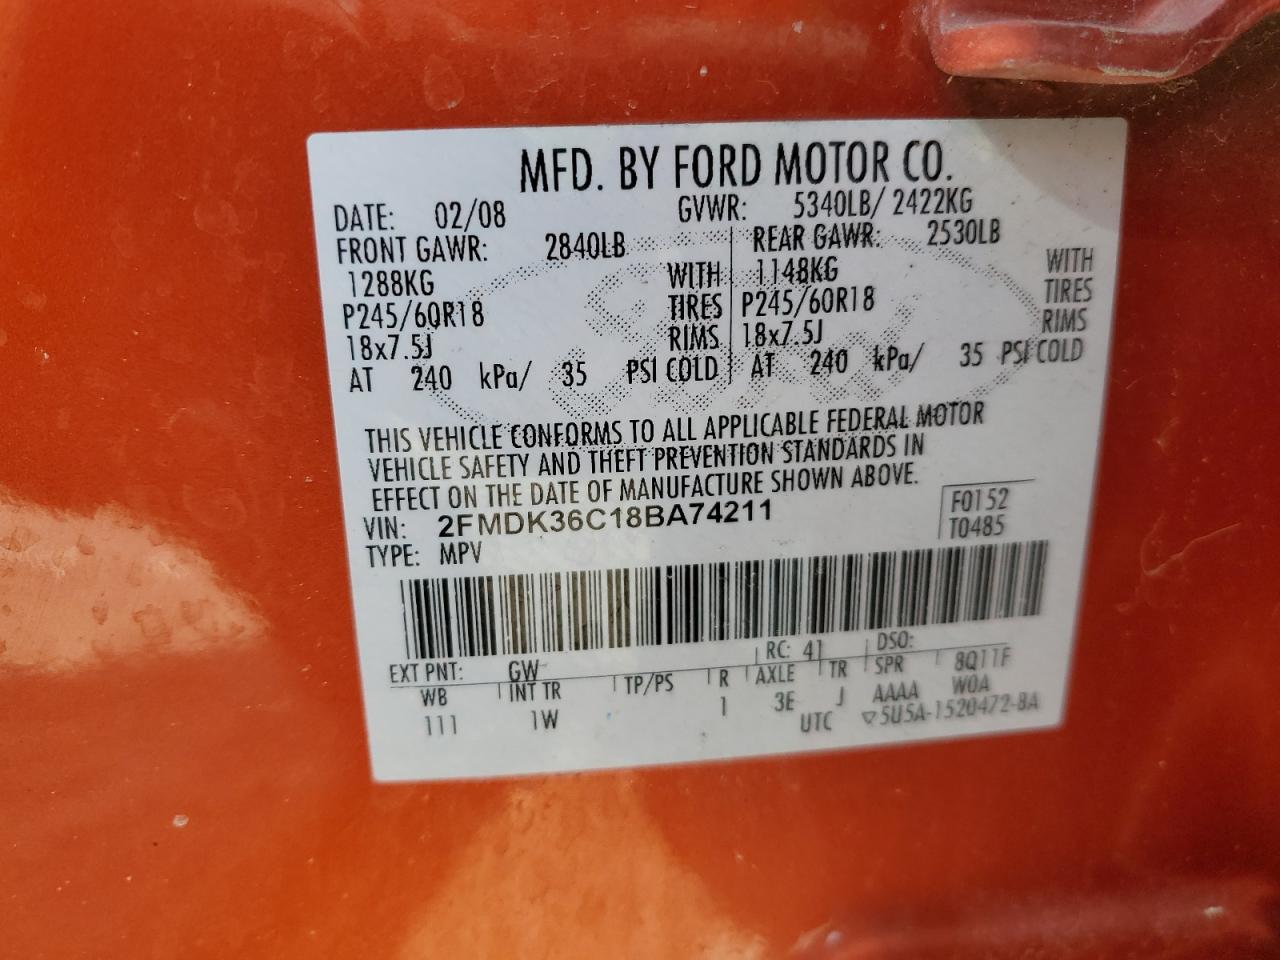 MFD. BY FORD MOTOR CO.
DATE: 02/08 GVWR: 5340LB/ 2422KG
FRONT GAWR: 2840LB REAR GAWR: 2530LB
1288KG WITH 1148KG WITH
P245/60R18 TIRES P245/60R18 TIRES
18x7.5J RIMS 18x7.5J RIMS
AT 240 kPa/ 35 PSI COLD AT 240 kPa/ 35 PSI COLD
THIS VEHICLE CONFORMS TO ALL APPLICABLE FEDERAL MOTOR
VEHICLE SAFETY AND THEFT PREVENTION STANDARDS IN
EFFECT ON THE DATE OF MANUFACTURE SHOWN ABOVE.
VIN: 2FMDK36C18BA74211 F0152
TYPE: MPV T0485
EXT PNT: GW RC: 41 DSO:
WB INT TR TP/PS R AXLE TR SPR 8Q11F
111 1W 1 3E J AAAA W0A
UTC ▽5U5A-1520472-BA